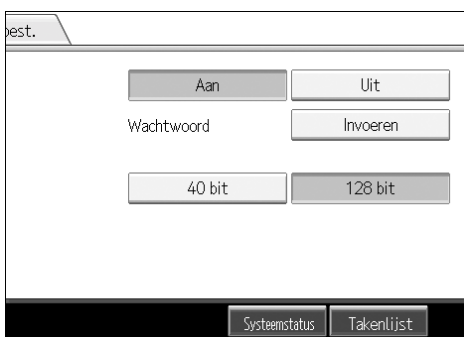 best.
Aan Uit
Wachtwoord Invoeren
40 bit 128 bit
Systeemstatus Takenlijst